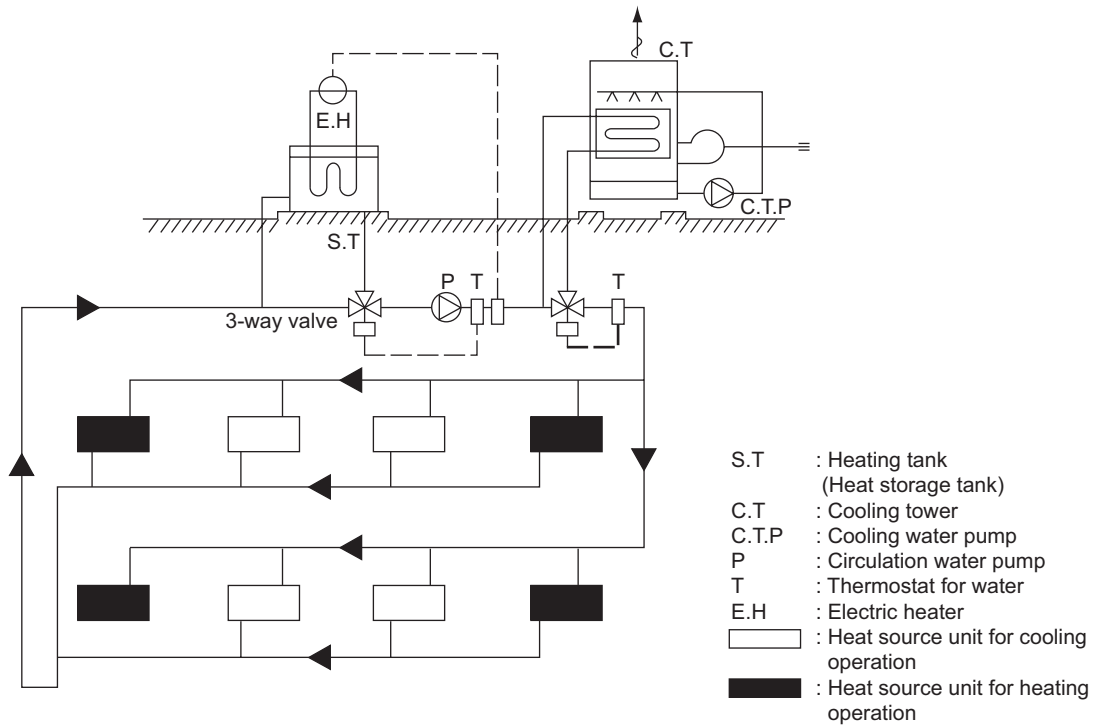 C.T
E.H
C.T.P
S.T
P
T
T
3-way valve
S.T : Heating tank
(Heat storage tank)
C.T : Cooling tower
C.T.P : Cooling water pump
P : Circulation water pump
T : Thermostat for water
E.H : Electric heater
: Heat source unit for cooling
operation
: Heat source unit for heating
operation